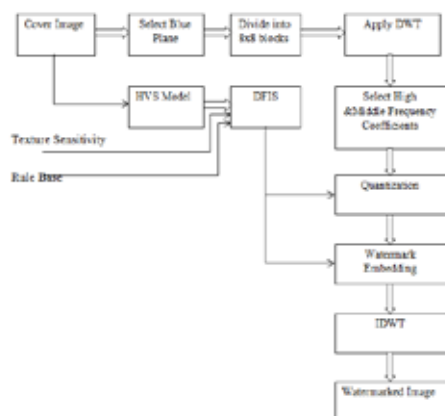 Cover Image
Select Blue
Plane
Divide into
8x8 blocks
Apply DWT
HVS Model
DFIS
Select High
&Middle Frequency
Coefficients
Texture Sensitivity
Rule Base
Quantization
Watermark
Embedding
IDWT
Watermarked Image